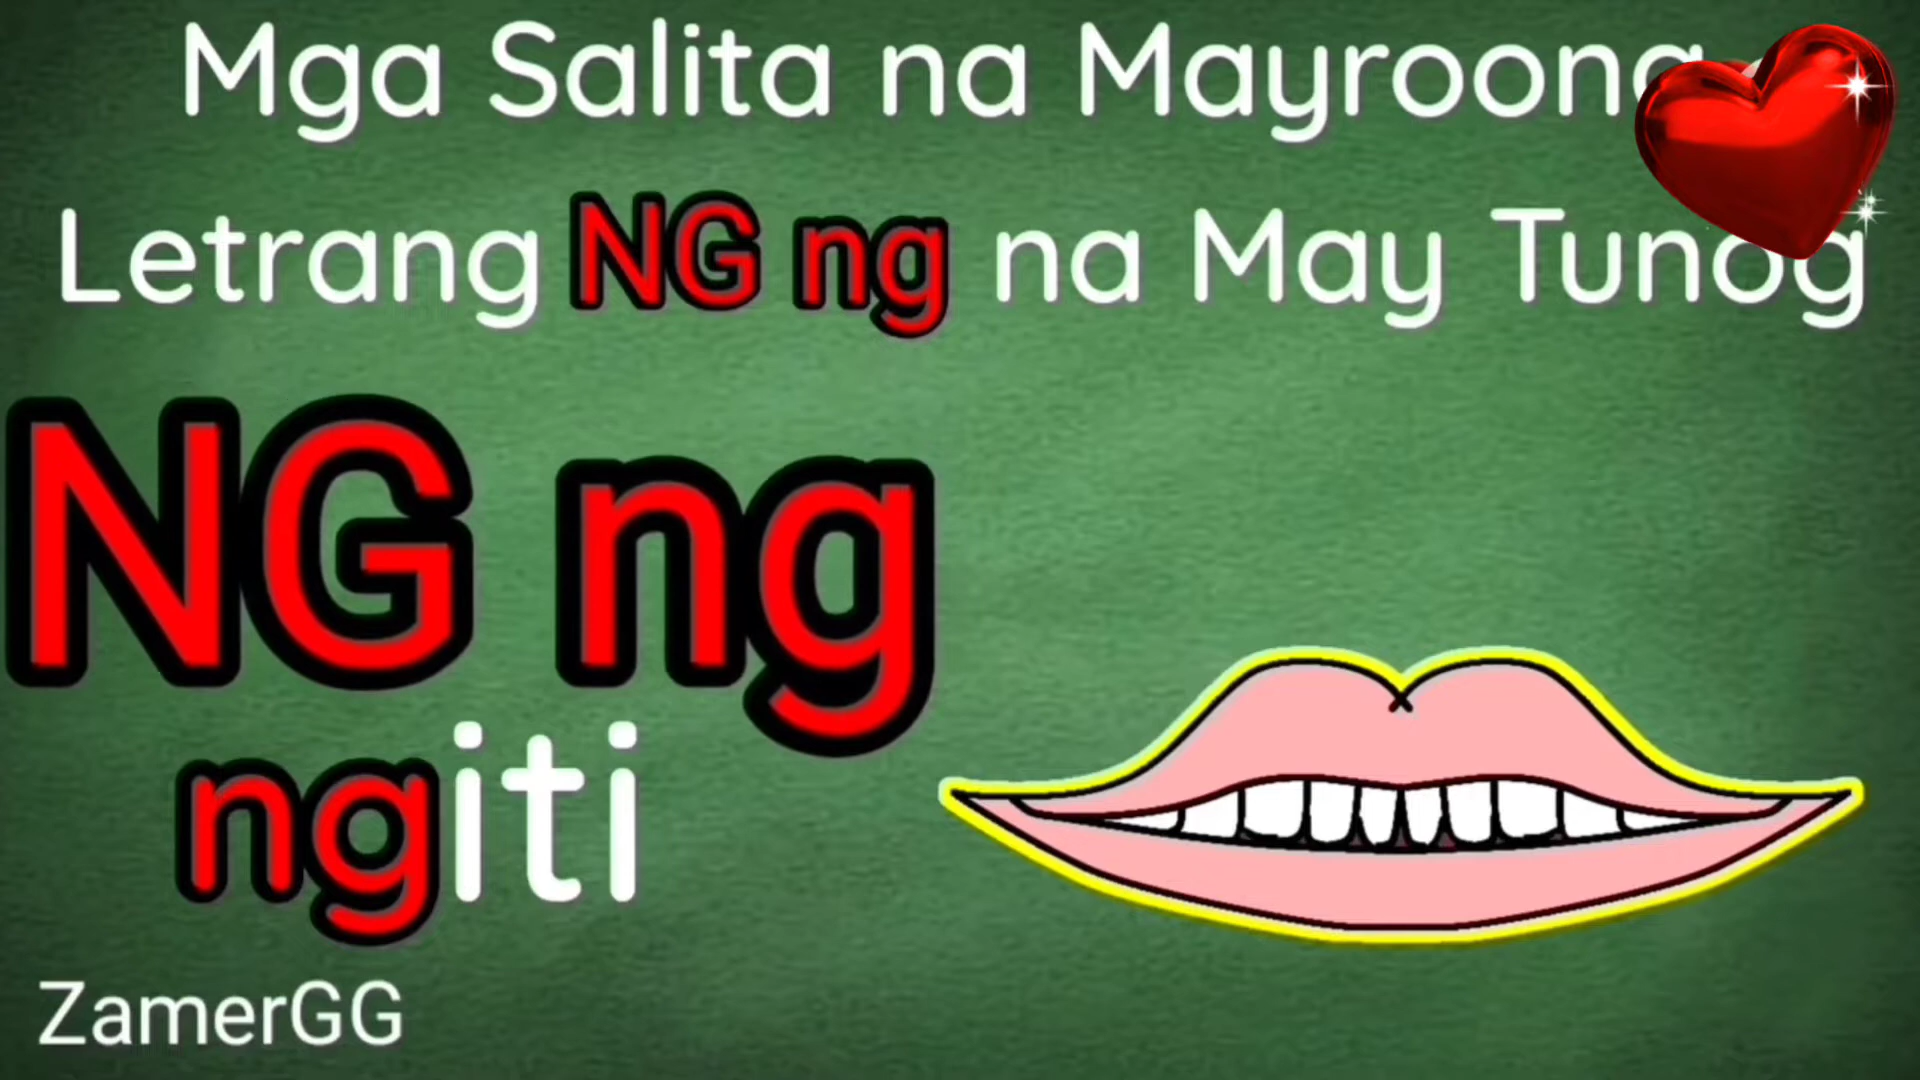 Mga Salita na Mayroong
Letrang NG ng na May Tunog
NG ng
ngiti
ZamerGG